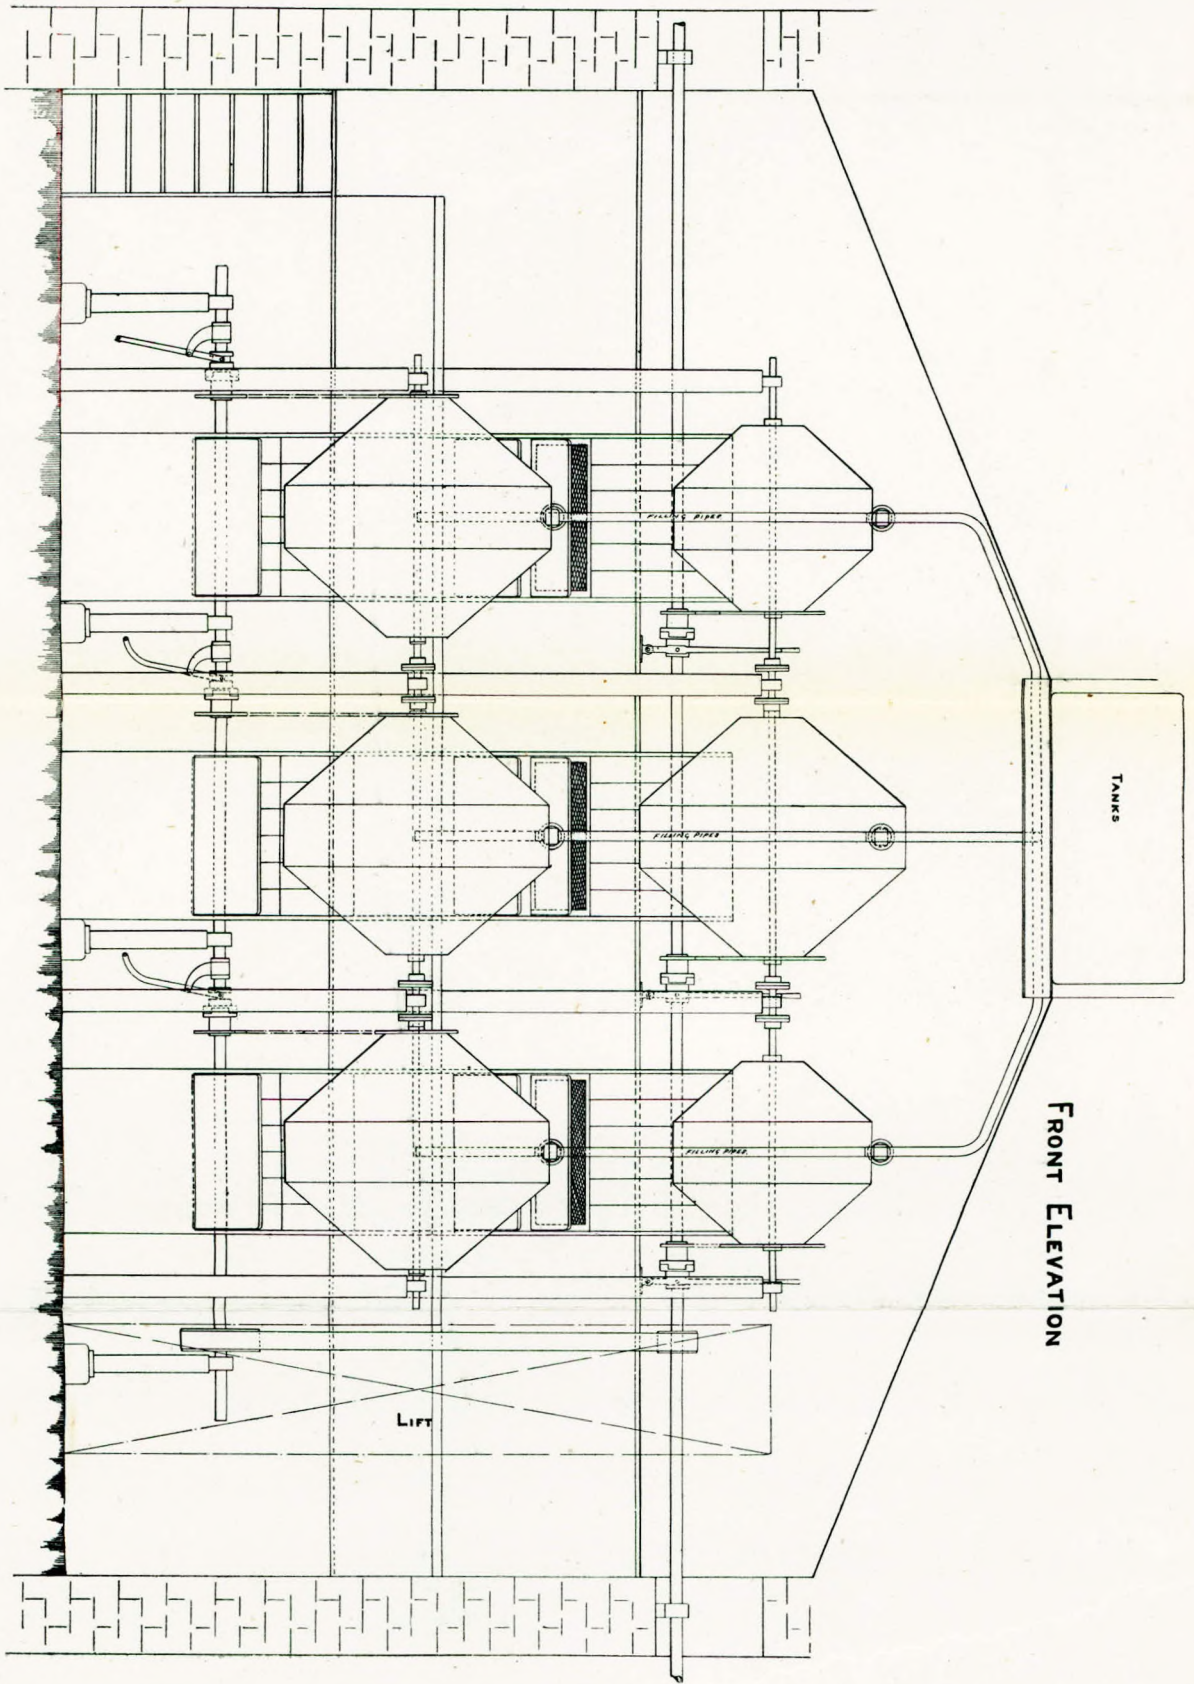 TANKS
FRONT ELEVATION
FILLING PIPES
FILLING PIPES
FILLING PIPES.
LIFT